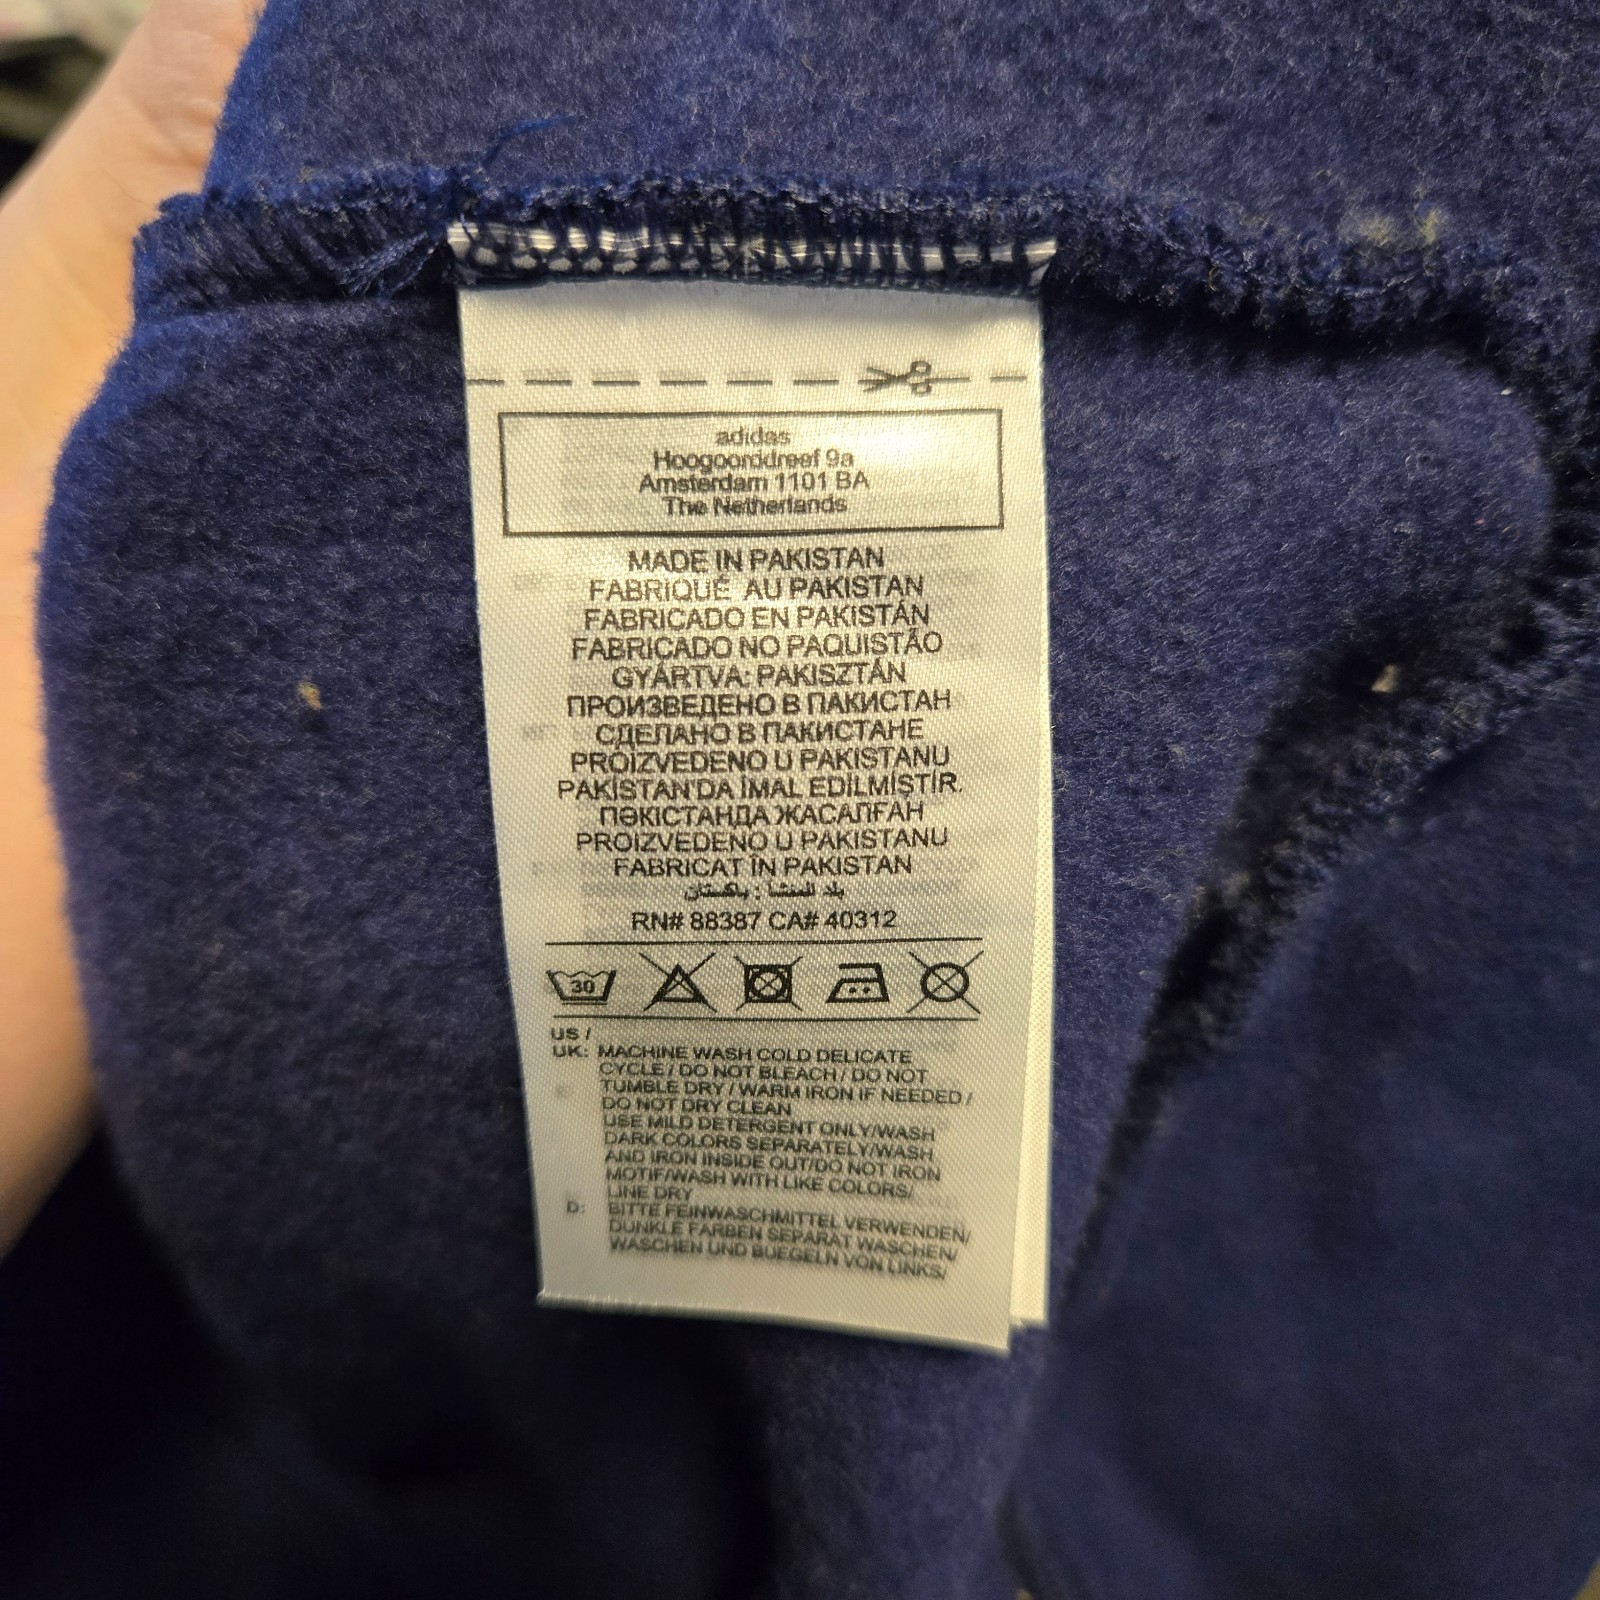 adidas
Hoogoorddreef 9a
Amsterdam 1101 BA
The Netherlands
MADE IN PAKISTAN
FABRIQUÉ AU PAKISTAN
FABRICADO EN PAKISTÁN
FABRICADO NO PAQUISTÃO
GYÁRTVA: PAKISZTÁN
ПРОИЗВЕДЕНО В ПАКИСТАН
СДЕЛАНО В ПАКИСТАНЕ
PROIZVEDENO U PAKISTANU
PAKİSTAN'DA İMAL EDİLMİŞTİR.
ПӘКІСТАНДА ЖАСАЛҒАН
PROIZVEDENO U PAKISTANU
FABRICAT ÎN PAKISTAN
بلد المنشأ : باكستان
RN# 88387 CA# 40312
30
US /
UK: MACHINE WASH COLD DELICATE
CYCLE / DO NOT BLEACH / DO NOT
TUMBLE DRY / WARM IRON IF NEEDED /
DO NOT DRY CLEAN
USE MILD DETERGENT ONLY/WASH
DARK COLORS SEPARATELY/WASH
AND IRON INSIDE OUT/DO NOT IRON
MOTIF/WASH WITH LIKE COLORS/
LINE DRY
D: BITTE FEINWASCHMITTEL VERWENDEN/
DUNKLE FARBEN SEPARAT WASCHEN/
WASCHEN UND BUEGELN VON LINKS/